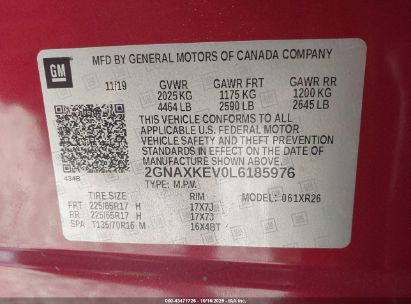 GM
MFD BY GENERAL MOTORS OF CANADA COMPANY
11/19 GVWR GAWR FRT GAWR RR
2025 KG 1175 KG 1200 KG
4464 LB 2590 LB 2645 LB
THIS VEHICLE CONFORMS TO ALL
APPLICABLE U.S. FEDERAL MOTOR
VEHICLE SAFETY AND THEFT PREVENTION
STANDARDS IN EFFECT ON THE DATE OF
MANUFACTURE SHOWN ABOVE.
434B 2GNAXKEV0L6185976
TYPE: M.P.V. MODEL: 061XR26
TIRE SIZE RIM
FRT 225/65R17 H 17X7J
RR 225/65R17 H 17X7J
SPA T135/70R16 M 16X4BT